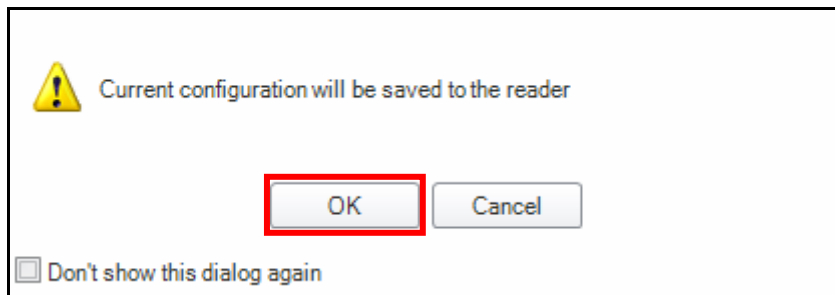 Current configuration will be saved to the reader
OK Cancel
Don't show this dialog again